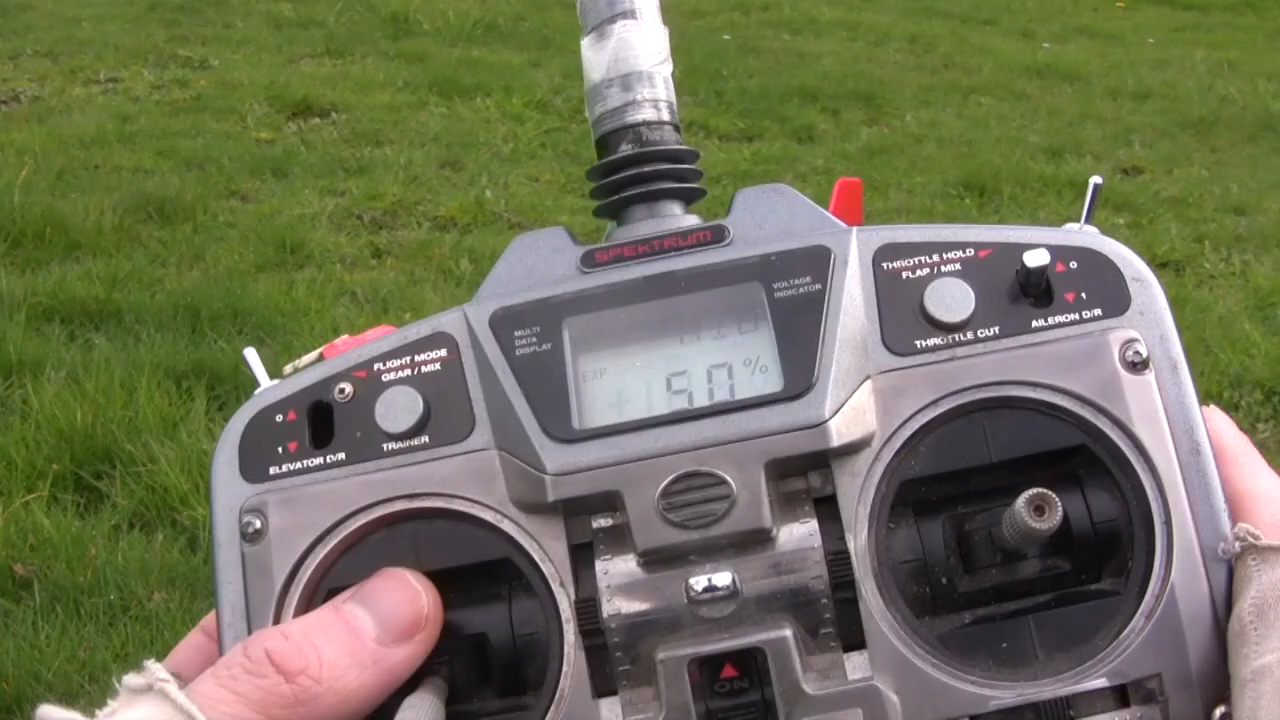 SPEKTRUM
MULTI
DATA
DISPLAY
VOLTAGE
INDICATOR
EXP
90%
FLIGHT MODE
GEAR / MIX
TRAINER
0
1
ELEVATOR D/R
THROTTLE HOLD
FLAP / MIX
THROTTLE CUT
0
1
AILERON D/R
ON